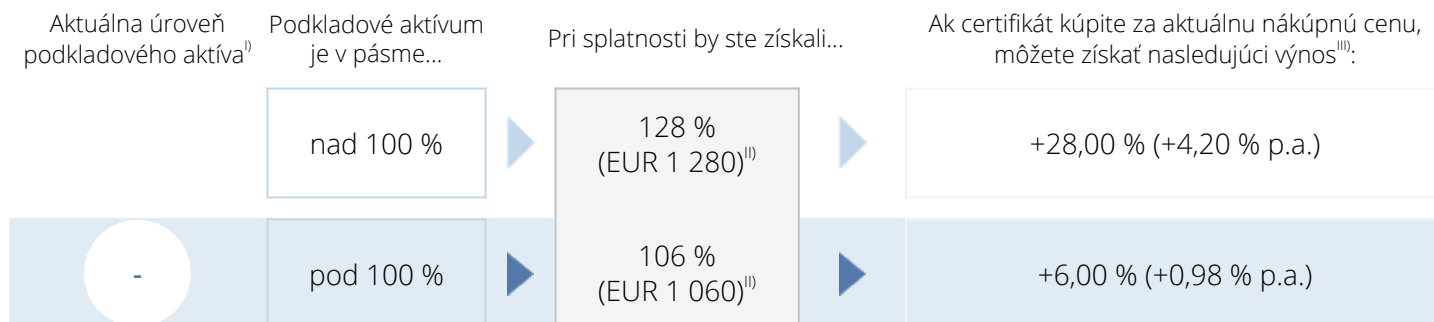 Aktuálna úroveň
podkladového aktíva I)
Podkladové aktívum
je v pásme...
Pri splatnosti by ste získali...
Ak certifikát kúpite za aktuálnu nákupnú cenu,
môžete získať nasledujúci výnos III):
nad 100 %
128 %
(EUR 1 280) II)
+28,00 % (+4,20 % p.a.)
-
pod 100 %
106 %
(EUR 1 060) II)
+6,00 % (+0,98 % p.a.)